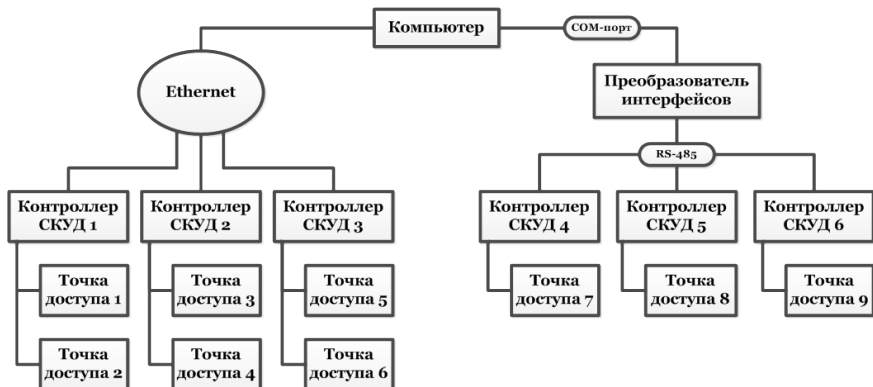 Компьютер
COM-порт
Ethernet
Преобразователь
интерфейсов
RS-485
Контроллер
СКУД 1
Контроллер
СКУД 2
Контроллер
СКУД 3
Контроллер
СКУД 4
Контроллер
СКУД 5
Контроллер
СКУД 6
Точка
доступа 1
Точка
доступа 3
Точка
доступа 5
Точка
доступа 7
Точка
доступа 8
Точка
доступа 9
Точка
доступа 2
Точка
доступа 4
Точка
доступа 6